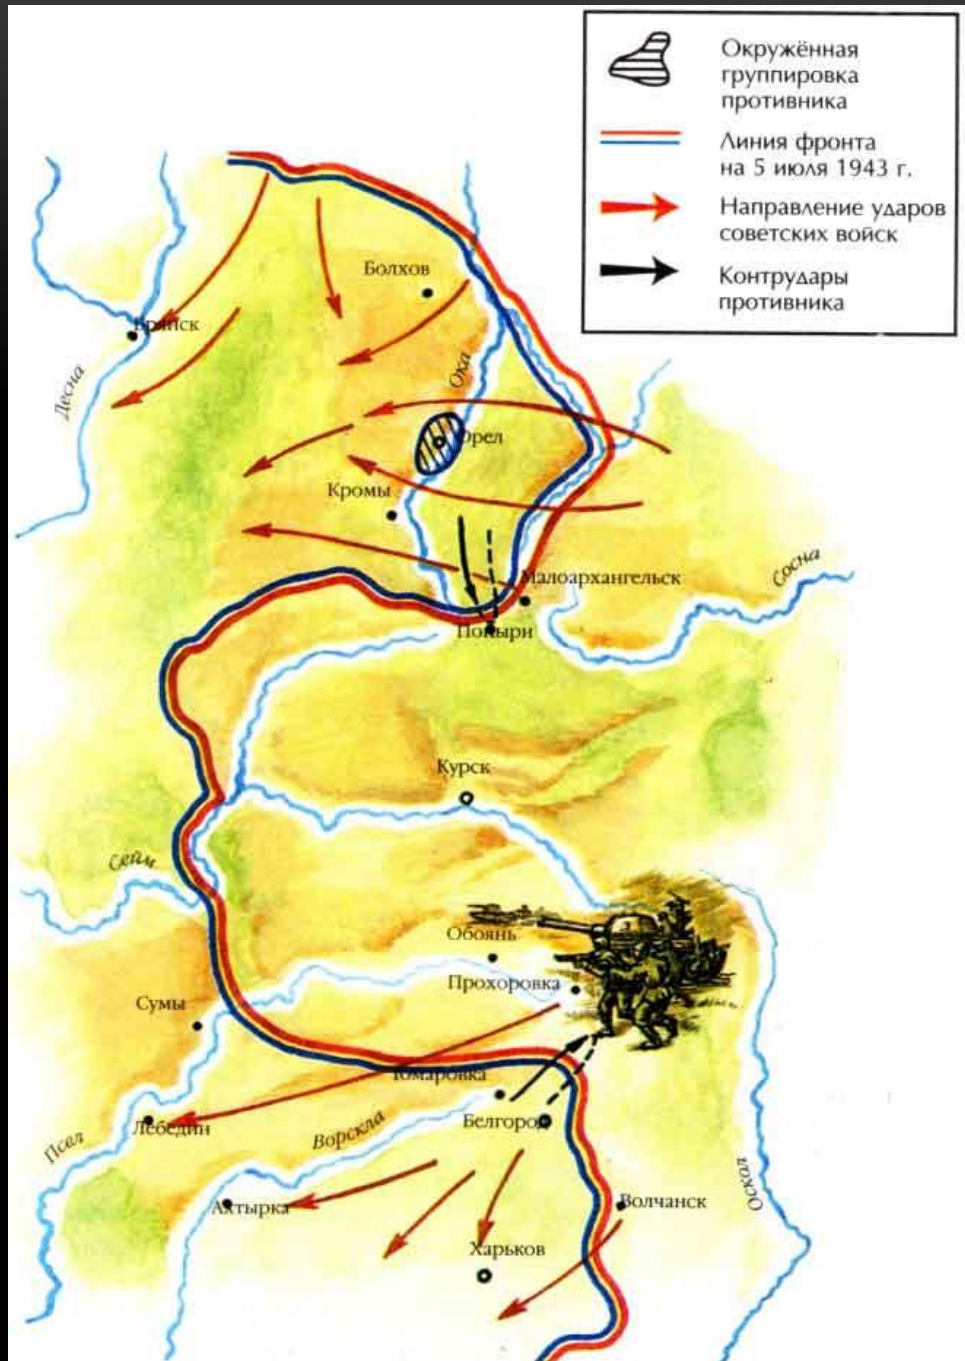 Окружённая
группировка
противника
Линия фронта
на 5 июля 1943 г.
Направление ударов
советских войск
Контрудары
противника
Болхов
Брянск
Десна
Ока
Орел
Кромы
Малоархангельск
Сосна
Поныри
Курск
Сейм
Обоянь
Прохоровка
Сумы
Томаровка
Белгород
Лебедин
Ворскла
Псел
Оскол
Ахтырка
Волчанск
Харьков